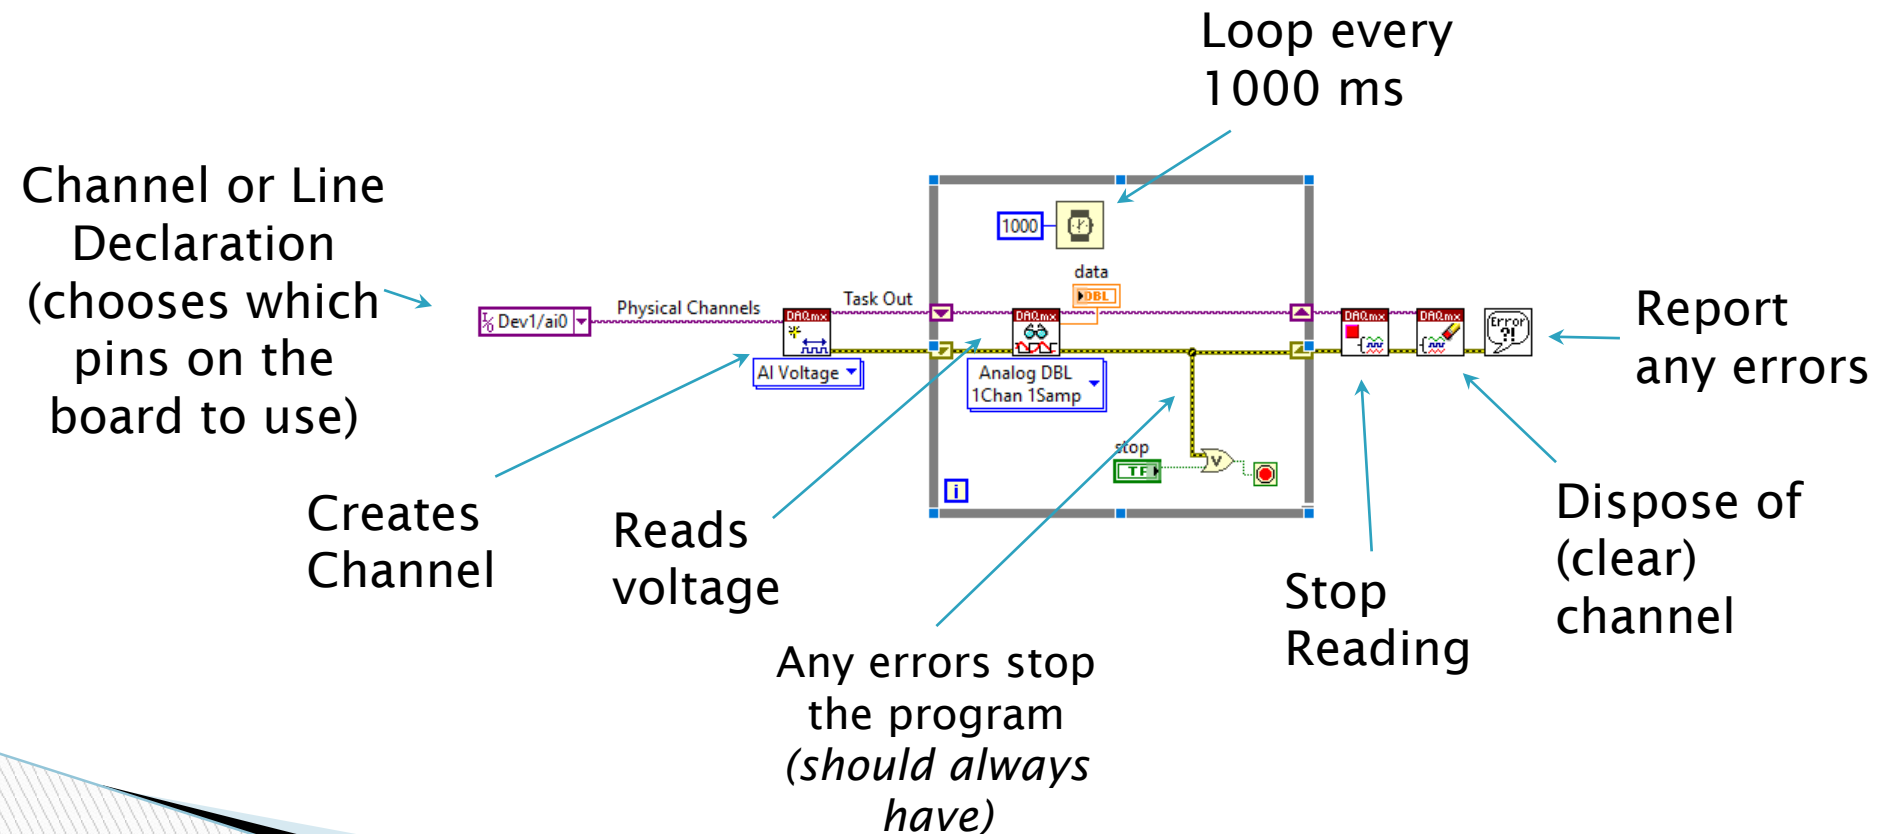 Loop every
1000 ms
Channel or Line
Declaration
(chooses which
pins on the
board to use)
1000
data
DBL
Dev1/ai0
Physical Channels
Task Out
DAQmx
DAQmx
DAQmx
DAQmx
Error
?!
AI Voltage
Analog DBL
1Chan 1Samp
stop
TF
V
i
Report
any errors
Creates
Channel
Reads
voltage
Any errors stop
the program
(should always
have)
Stop
Reading
Dispose of
(clear)
channel